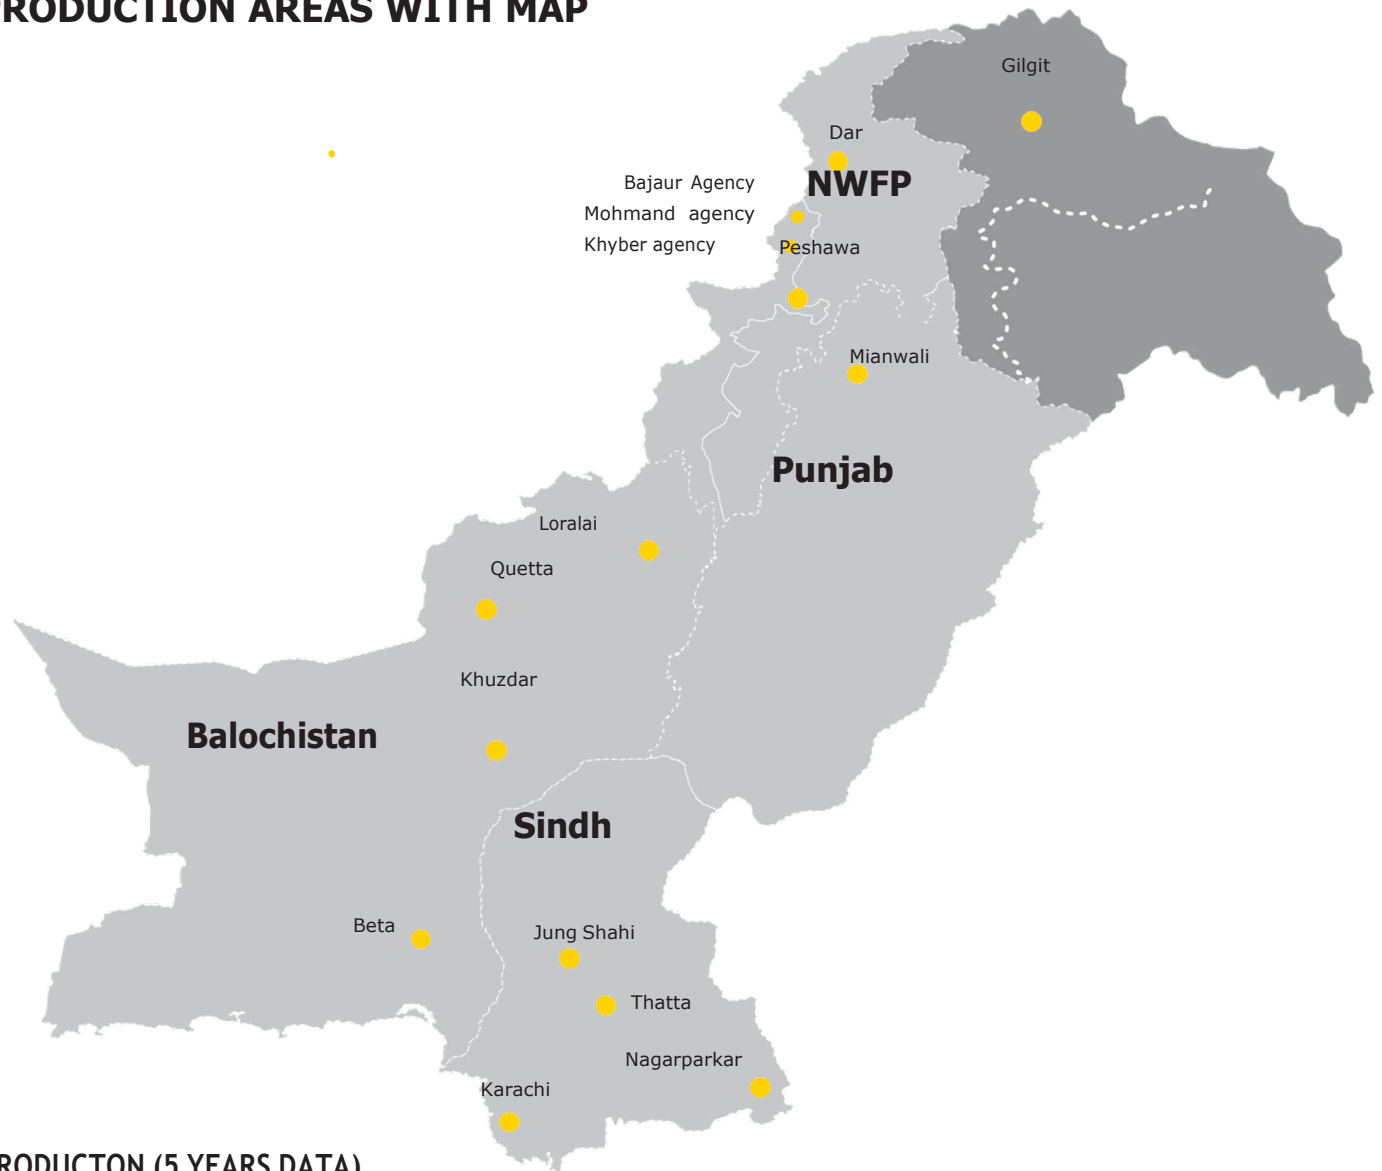 PRODUCTION AREAS WITH MAP
Gilgit
Dar
NWFP
Bajaur Agency
Mohmand agency
Khyber agency
Peshawa
Mianwali
Punjab
Loralai
Quetta
Khuzdar
Balochistan
Sindh
Beta
Jung Shahi
Thatta
Nagarparkar
Karachi
RODUCTON (5 YEARS DATA)